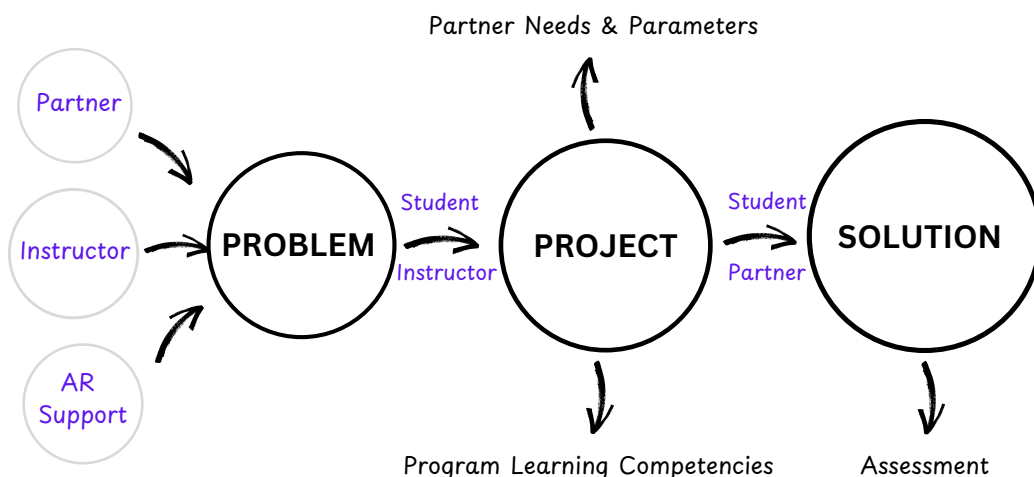 Partner Needs & Parameters
Partner
Instructor
AR
Support
PROBLEM
Student
Instructor
PROJECT
Student
Partner
SOLUTION
Program Learning Competencies
Assessment